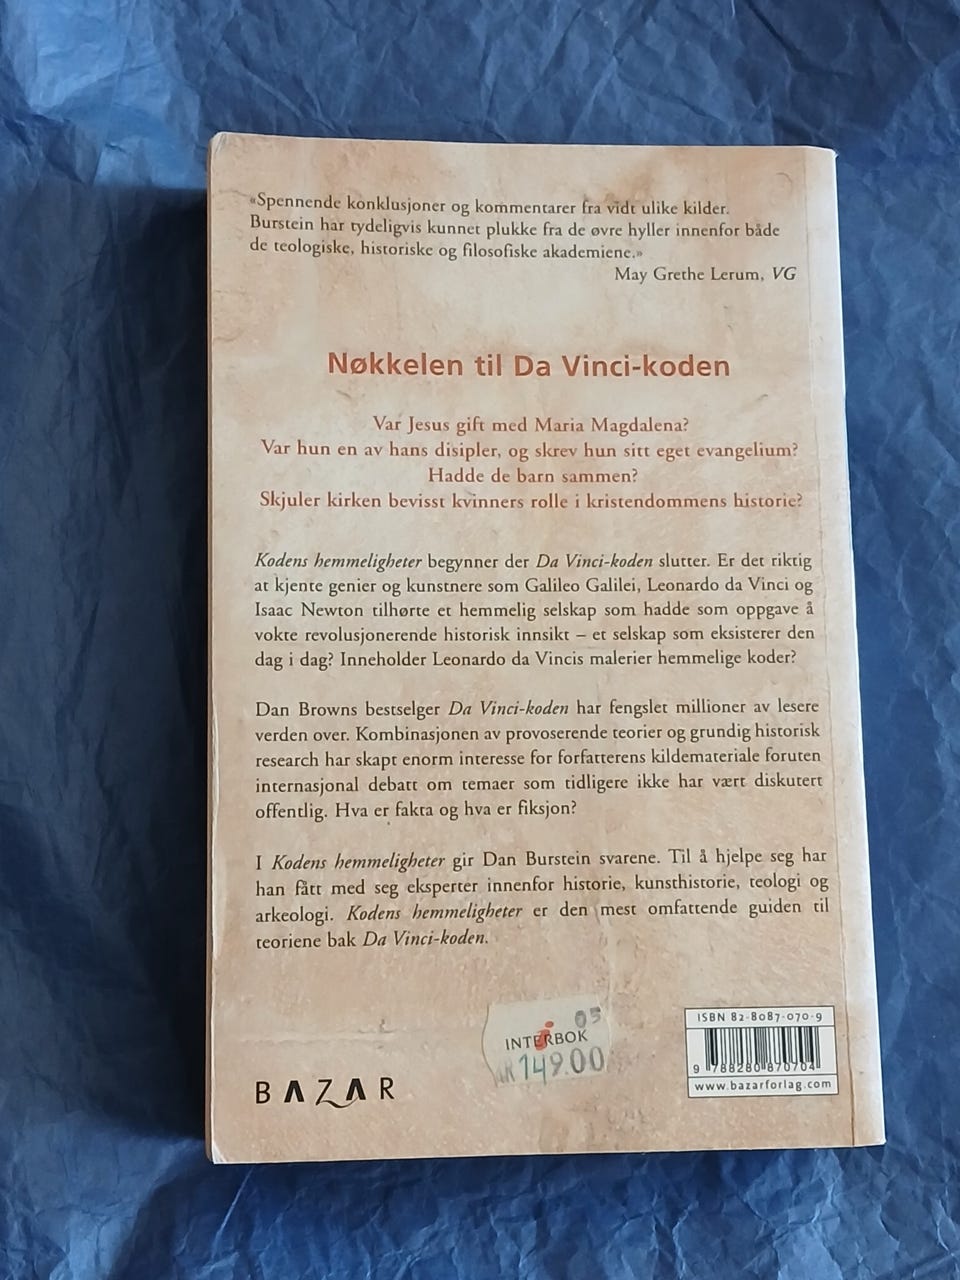 «Spennende konklusjoner og kommentarer fra vidt ulike kilder.
Burstein har tydeligvis kunnet plukke fra de øvre hyller innenfor både
de teologiske, historiske og filosofiske akademiene.»
May Grethe Lerum, VG
Nøkkelen til Da Vinci-koden
Var Jesus gift med Maria Magdalena?
Var hun en av hans disipler, og skrev hun sitt eget evangelium?
Hadde de barn sammen?
Skjuler kirken bevisst kvinners rolle i kristendommens historie?
Kodens hemmeligheter begynner der Da Vinci-koden slutter. Er det riktig
at kjente genier og kunstnere som Galileo Galilei, Leonardo da Vinci og
Isaac Newton tilhørte et hemmelig selskap som hadde som oppgave å
vokte revolusjonerende historisk innsikt – et selskap som eksisterer den
dag i dag? Inneholder Leonardo da Vincis malerier hemmelige koder?
Dan Browns bestselger Da Vinci-koden har fengslet millioner av lesere
verden over. Kombinasjonen av provoserende teorier og grundig historisk
research har skapt enorm interesse for forfatterens kildemateriale foruten
internasjonal debatt om temaer som tidligere ikke har vært diskutert
offentlig. Hva er fakta og hva er fiksjon?
I Kodens hemmeligheter gir Dan Burstein svarene. Til å hjelpe seg har
han fått med seg eksperter innenfor historie, kunsthistorie, teologi og
arkeologi. Kodens hemmeligheter er den mest omfattende guiden til
teoriene bak Da Vinci-koden.
05
INTERBOK
KR 149.00
BAZAR
ISBN 82-8087-070-9
9 788280 870704
www.bazarforlag.com